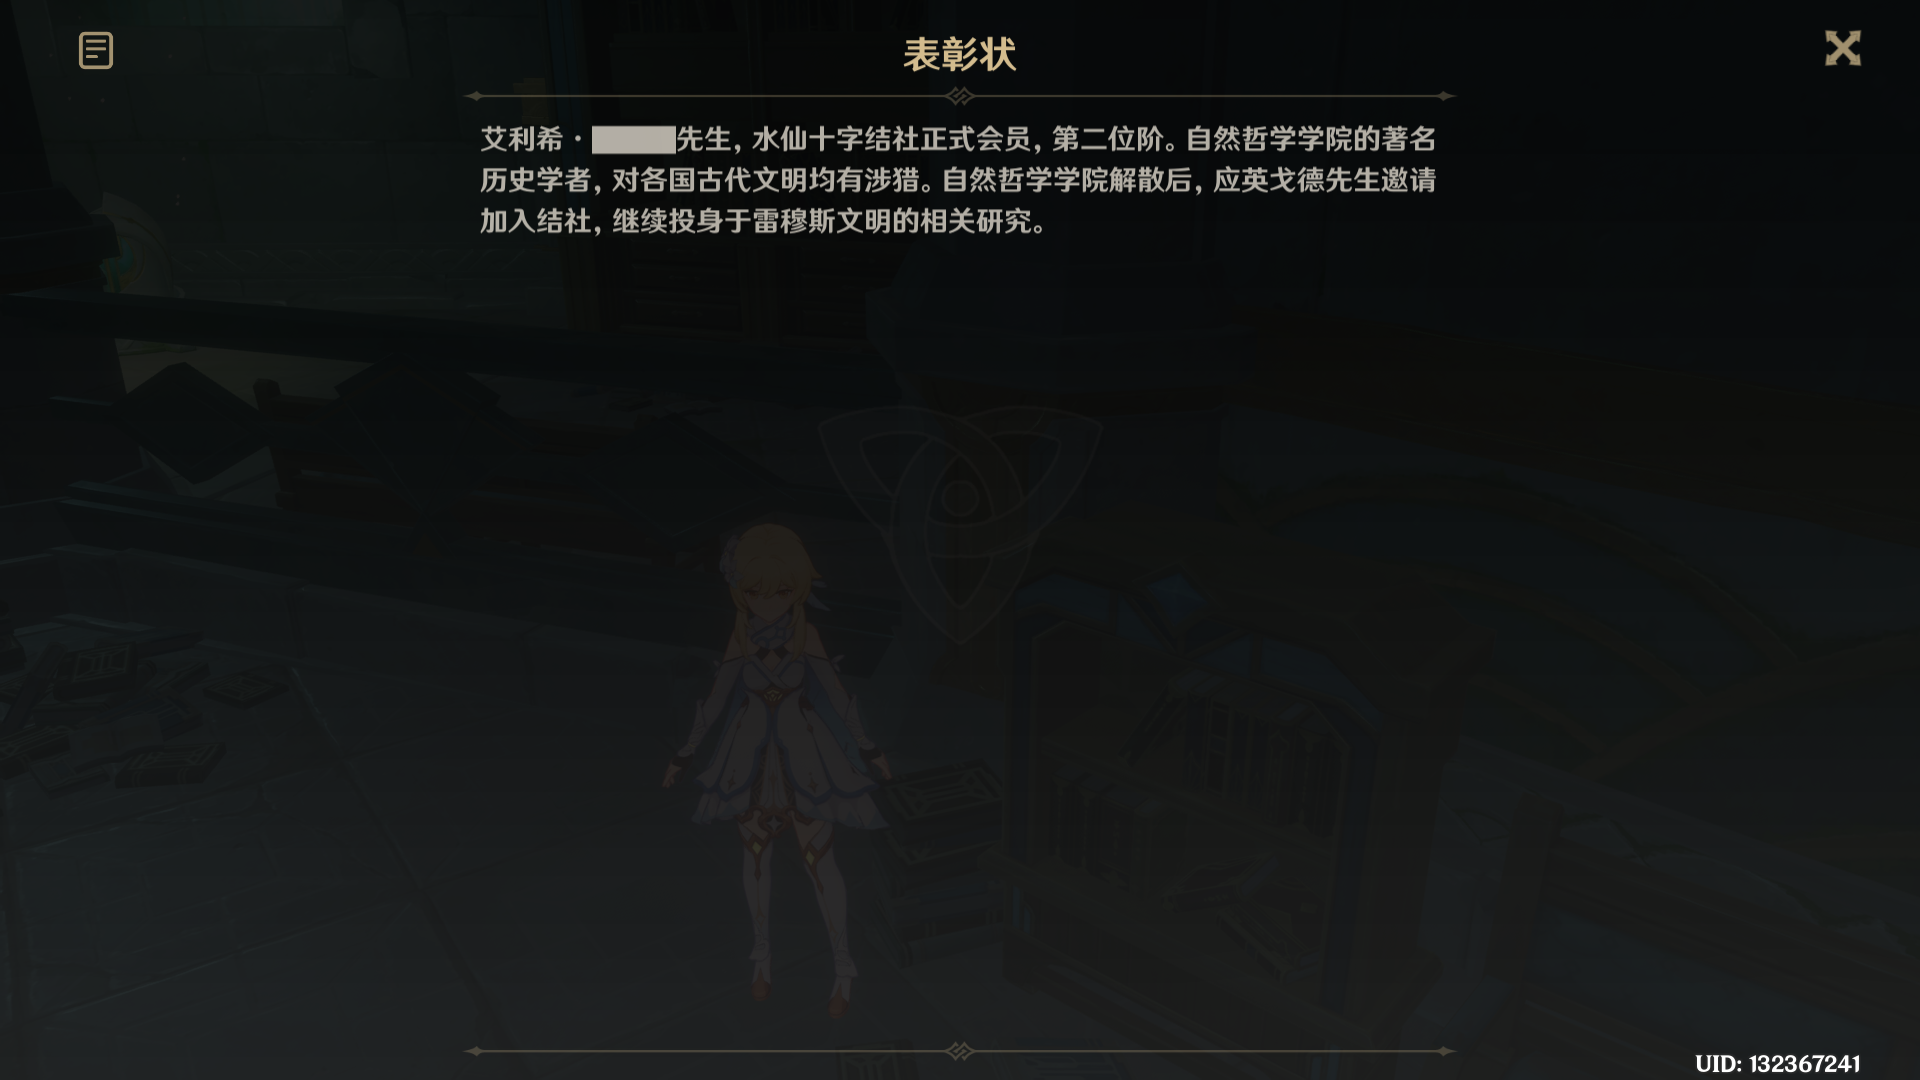 表彰状
艾利希·███先生，水仙十字结社正式会员，第二位阶。自然哲学学院的著名
历史学者，对各国古代文明均有涉猎。自然哲学学院解散后，应英戈德先生邀请
加入结社，继续投身于雷穆斯文明的相关研究。
UID: 132367241